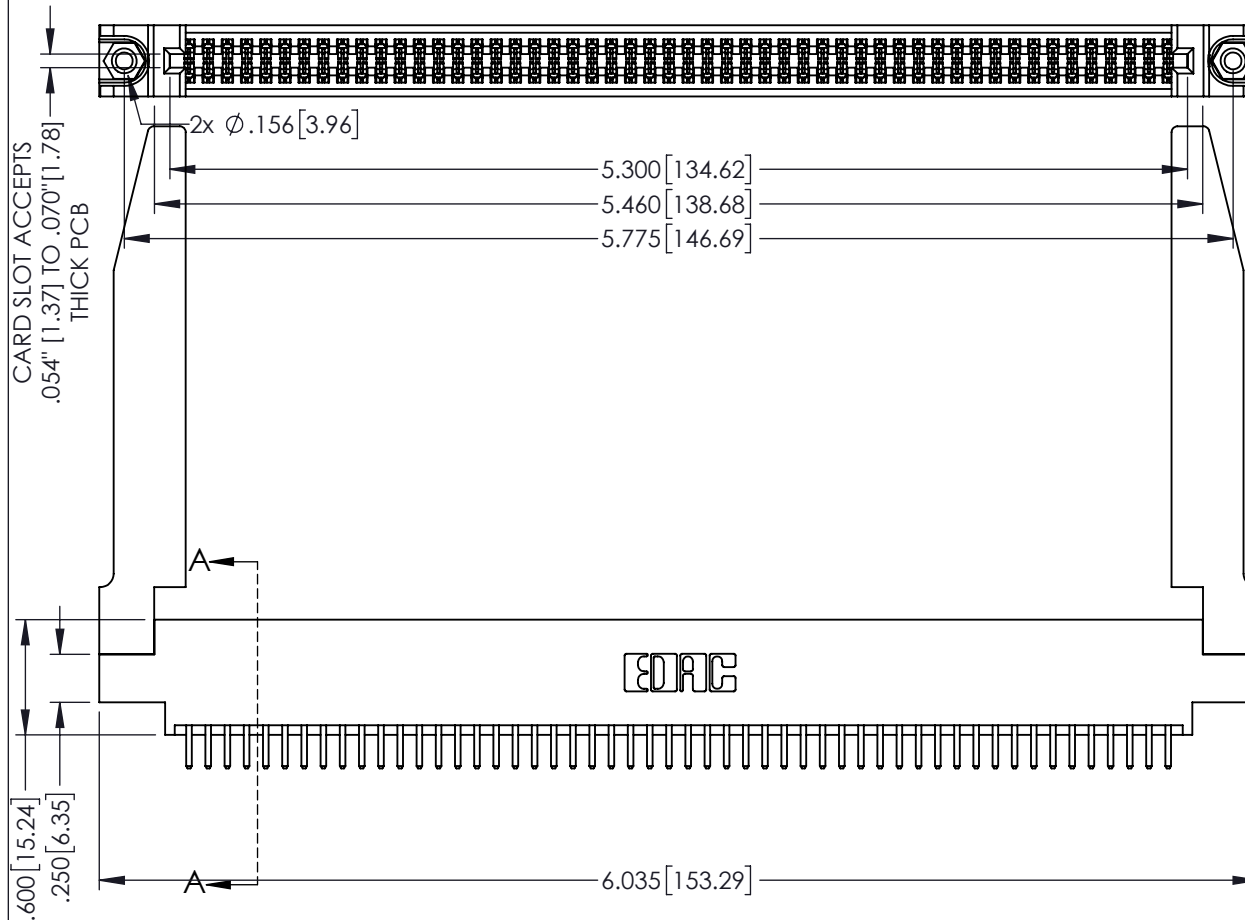 2x Ø.156[3.96]
CARD SLOT ACCEPTS
.054" [1.37] TO .070"[1.78]
THICK PCB
5.300[134.62]
5.460[138.68]
5.775[146.69]
A
EDAC
.600[15.24]
.250[6.35]
A
6.035[153.29]